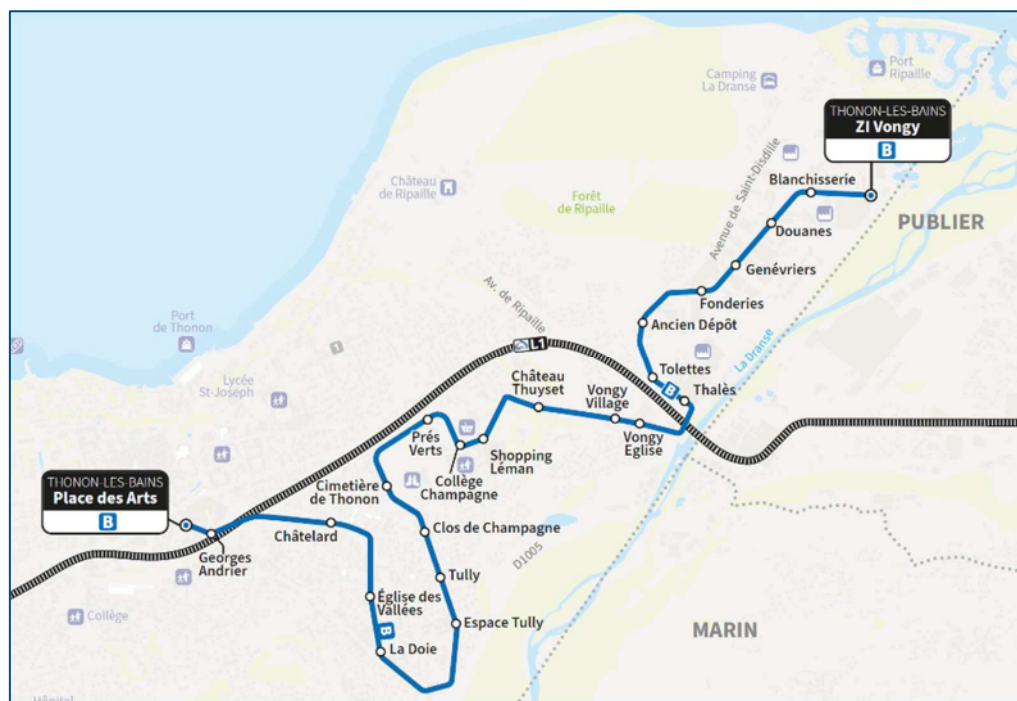 Port
Ripaille
Camping
La Dranse
THONON-LES-BAINS
ZI Vongy
B
Avenue de Saint-Disdille
Blanchisserie
Château
de Ripaille
Forêt
de Ripaille
Douanes
PUBLIER
Genévriers
Av. de Ripaille
Fonderies
Port
de Thonon
Ancien Dépôt
La Dranse
1
L1
Lycée
St-Joseph
Tolettes
B
Thalès
Château
Thuyset
Vongy
Village
Prés
Verts
Vongy
Eglise
Shopping
Léman
Collège
Champagne
THONON-LES-BAINS
Place des Arts
B
Cimetière
de Thonon
Georges
Andrier
Châtelard
Clos de Champagne
D1005
Tully
Église des
Vallées
Collège
Espace Tully
B
MARIN
La Doie
Hôpital